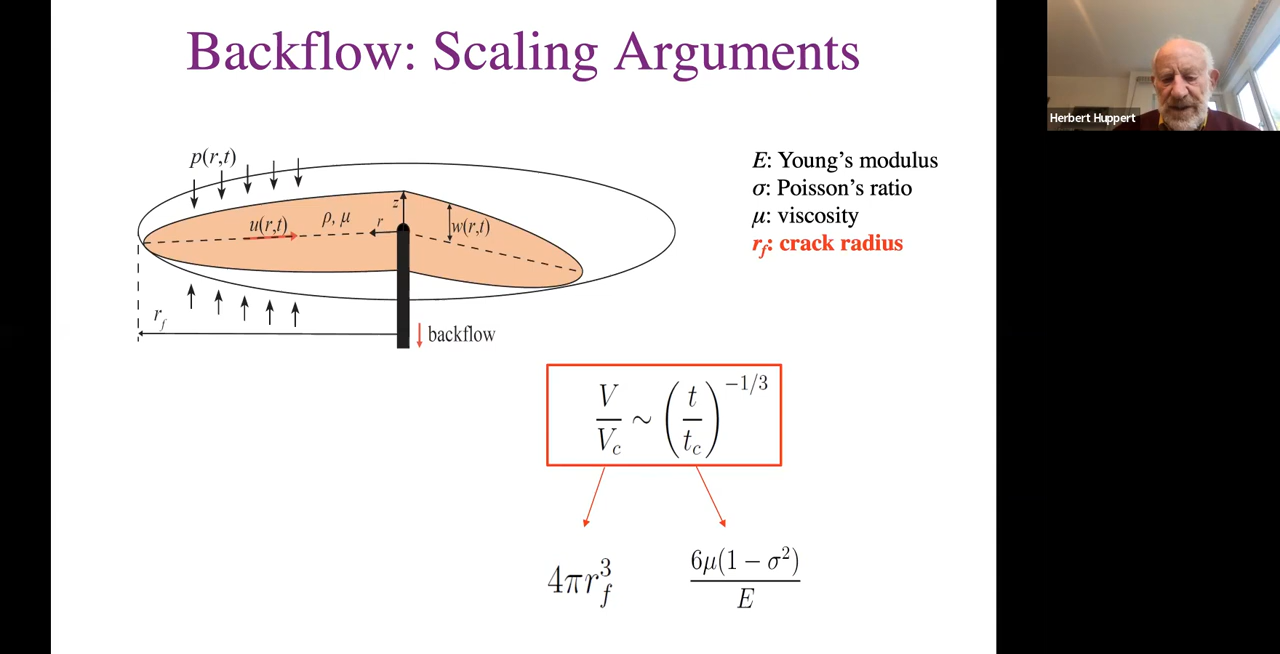 Backflow: Scaling Arguments
Herbert Huppert
p(r,t)
z
ρ, μ
r
u(r,t)
w(r,t)
r_f
backflow
E: Young's modulus
σ: Poisson's ratio
μ: viscosity
r_f: crack radius
V/V_c ~ (t/t_c)^{-1/3}
4πr_f^3
6μ(1 − σ^2)/E